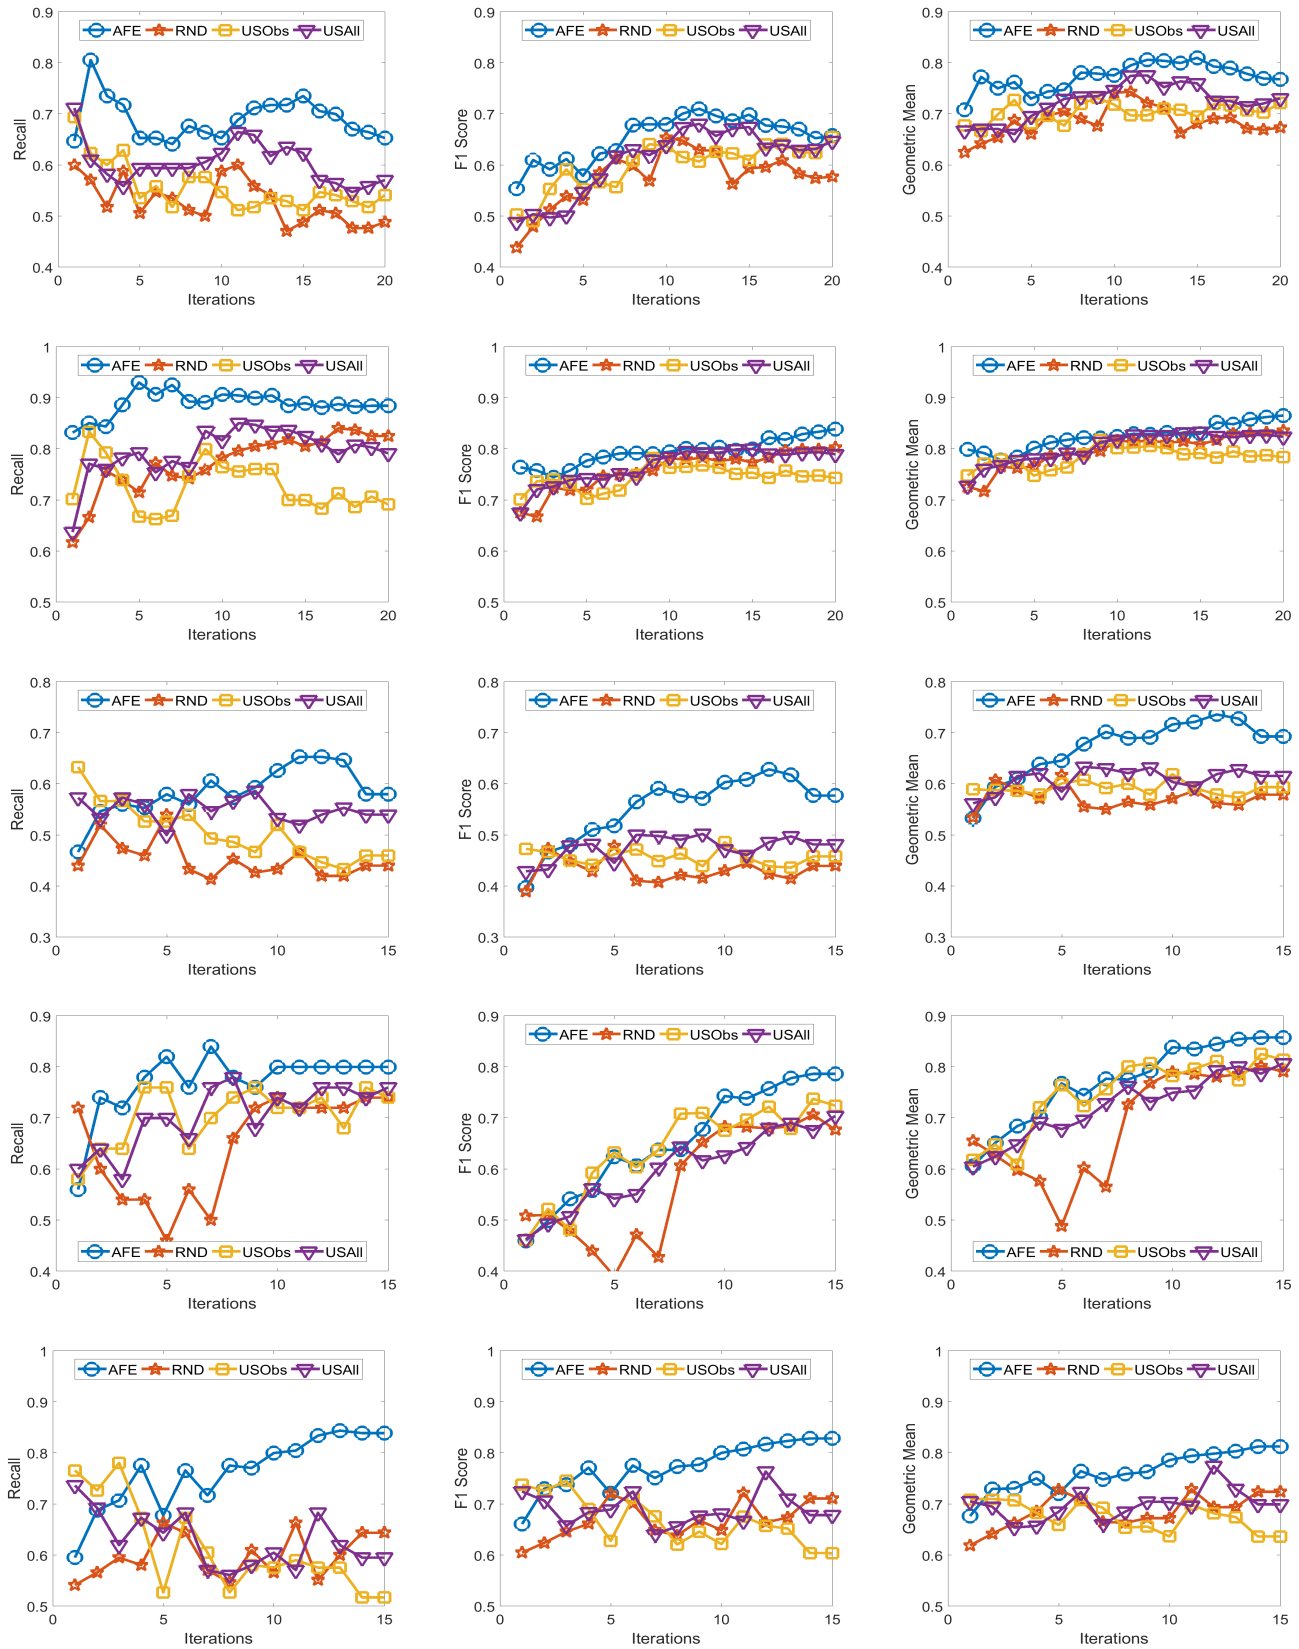 0.9 0.9 0.9
AFE RND USObs USAll AFE RND USObs USAll AFE RND USObs USAll
0.8 0.8 0.8
0.7 0.7 0.7
Recall F1 Score Geometric Mean
0.6 0.6 0.6
0.5 0.5 0.5
0.4 0.4 0.4
0 5 10 15 20 0 5 10 15 20 0 5 10 15 20
Iterations Iterations Iterations
1 1 1
AFE RND USObs USAll AFE RND USObs USAll AFE RND USObs USAll
0.9 0.9 0.9
0.8 0.8 0.8
Recall F1 Score Geometric Mean
0.7 0.7 0.7
0.6 0.6 0.6
0.5 0.5 0.5
0 5 10 15 20 0 5 10 15 20 0 5 10 15 20
Iterations Iterations Iterations
0.8 0.8 0.8
AFE RND USObs USAll AFE RND USObs USAll AFE RND USObs USAll
0.7 0.7 0.7
0.6 0.6 0.6
Recall F1 Score Geometric Mean
0.5 0.5 0.5
0.4 0.4 0.4
0.3 0.3 0.3
0 5 10 15 0 5 10 15 0 5 10 15
Iterations Iterations Iterations
0.9 0.9 0.9
AFE RND USObs USAll
0.8 0.8 0.8
0.7 0.7 0.7
Recall F1 Score Geometric Mean
0.6 0.6 0.6
0.5 0.5 0.5
AFE RND USObs USAll AFE RND USObs USAll
0.4 0.4 0.4
0 5 10 15 0 5 10 15 0 5 10 15
Iterations Iterations Iterations
1 1 1
AFE RND USObs USAll AFE RND USObs USAll AFE RND USObs USAll
0.9 0.9 0.9
0.8 0.8 0.8
Recall F1 Score Geometric Mean
0.7 0.7 0.7
0.6 0.6 0.6
0.5 0.5 0.5
0 5 10 15 0 5 10 15 0 5 10 15
Iterations Iterations Iterations